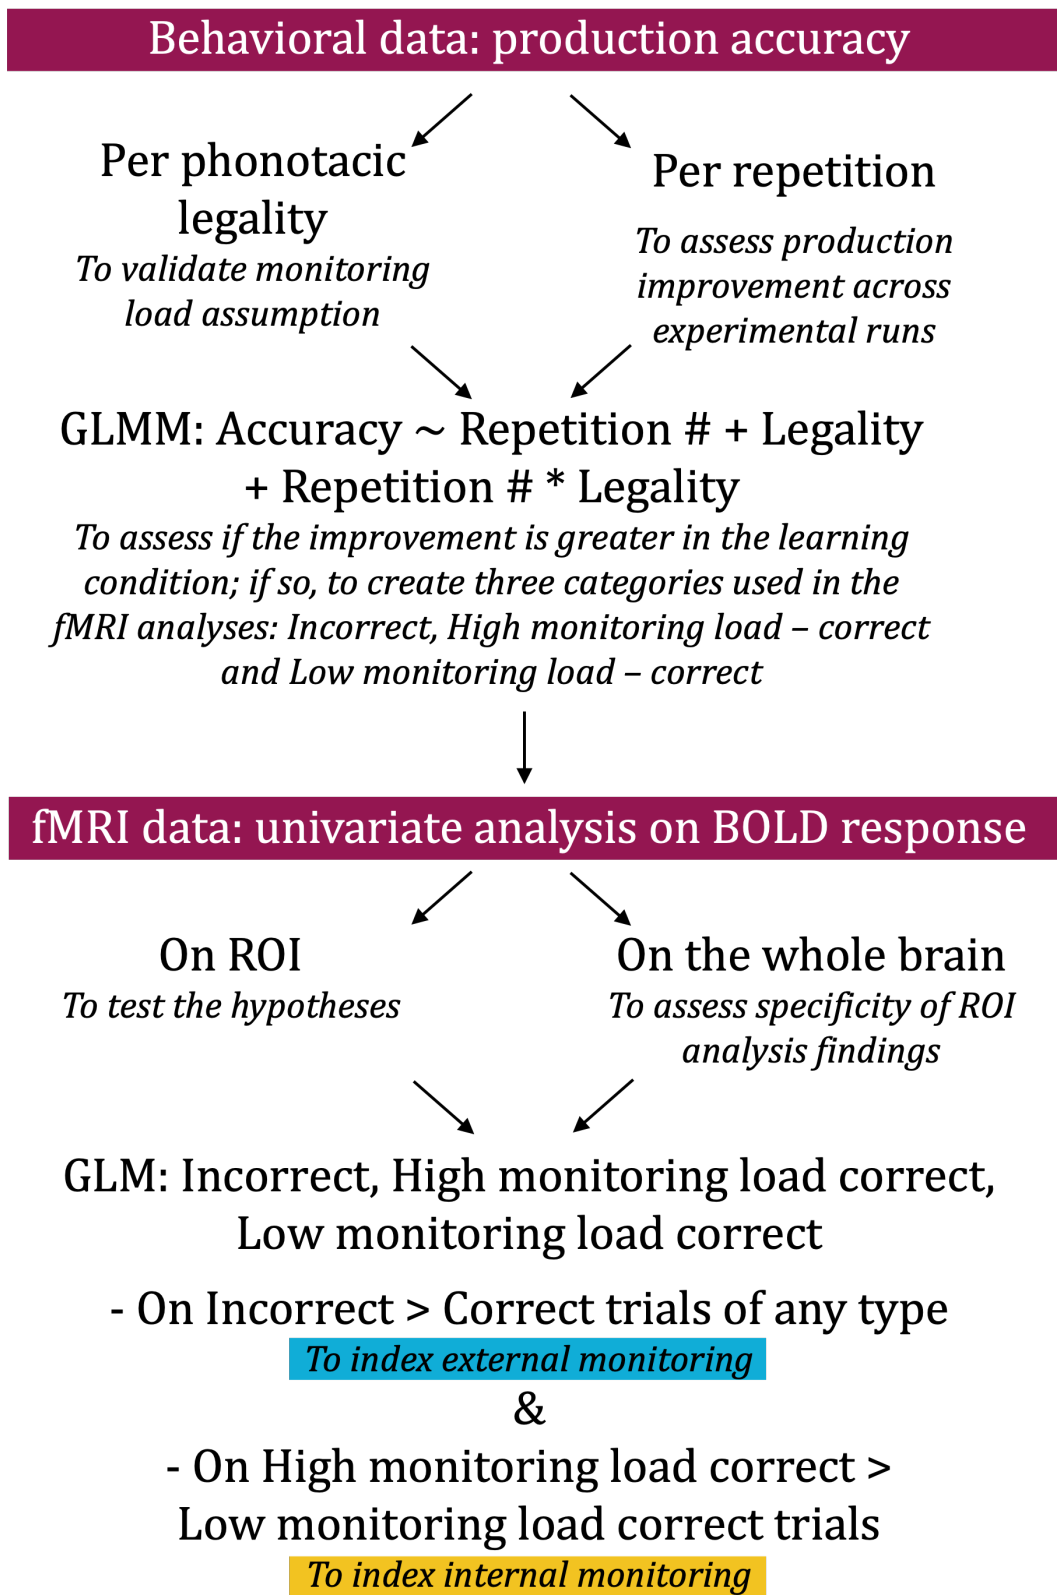 Behavioral data: production accuracy
Per phonotacic
legality
To validate monitoring
load assumption
Per repetition
To assess production
improvement across
experimental runs
GLMM: Accuracy ~ Repetition # + Legality
+ Repetition # * Legality
To assess if the improvement is greater in the learning
condition; if so, to create three categories used in the
fMRI analyses: Incorrect, High monitoring load – correct
and Low monitoring load – correct
fMRI data: univariate analysis on BOLD response
On ROI
To test the hypotheses
On the whole brain
To assess specificity of ROI
analysis findings
GLM: Incorrect, High monitoring load correct,
Low monitoring load correct
- On Incorrect > Correct trials of any type
To index external monitoring
&
- On High monitoring load correct >
Low monitoring load correct trials
To index internal monitoring